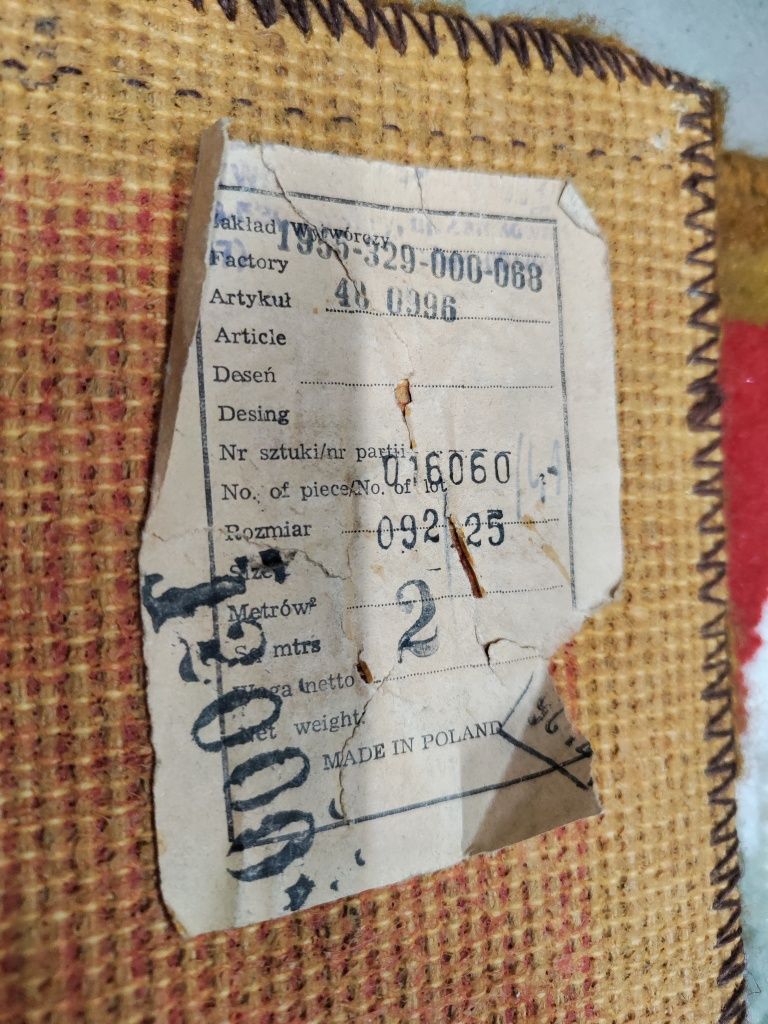 akład Wytwórczy
1955-329-000-068
Factory
Artykuł 48 0996
Article
Deseń
Desing
Nr sztuki/nr partii
016060
No. of piece/No. of lot
Rozmiar 092 25
Size
Metrów²
2
Sq mtrs
Waga netto
Net weight:
MADE IN POLAND